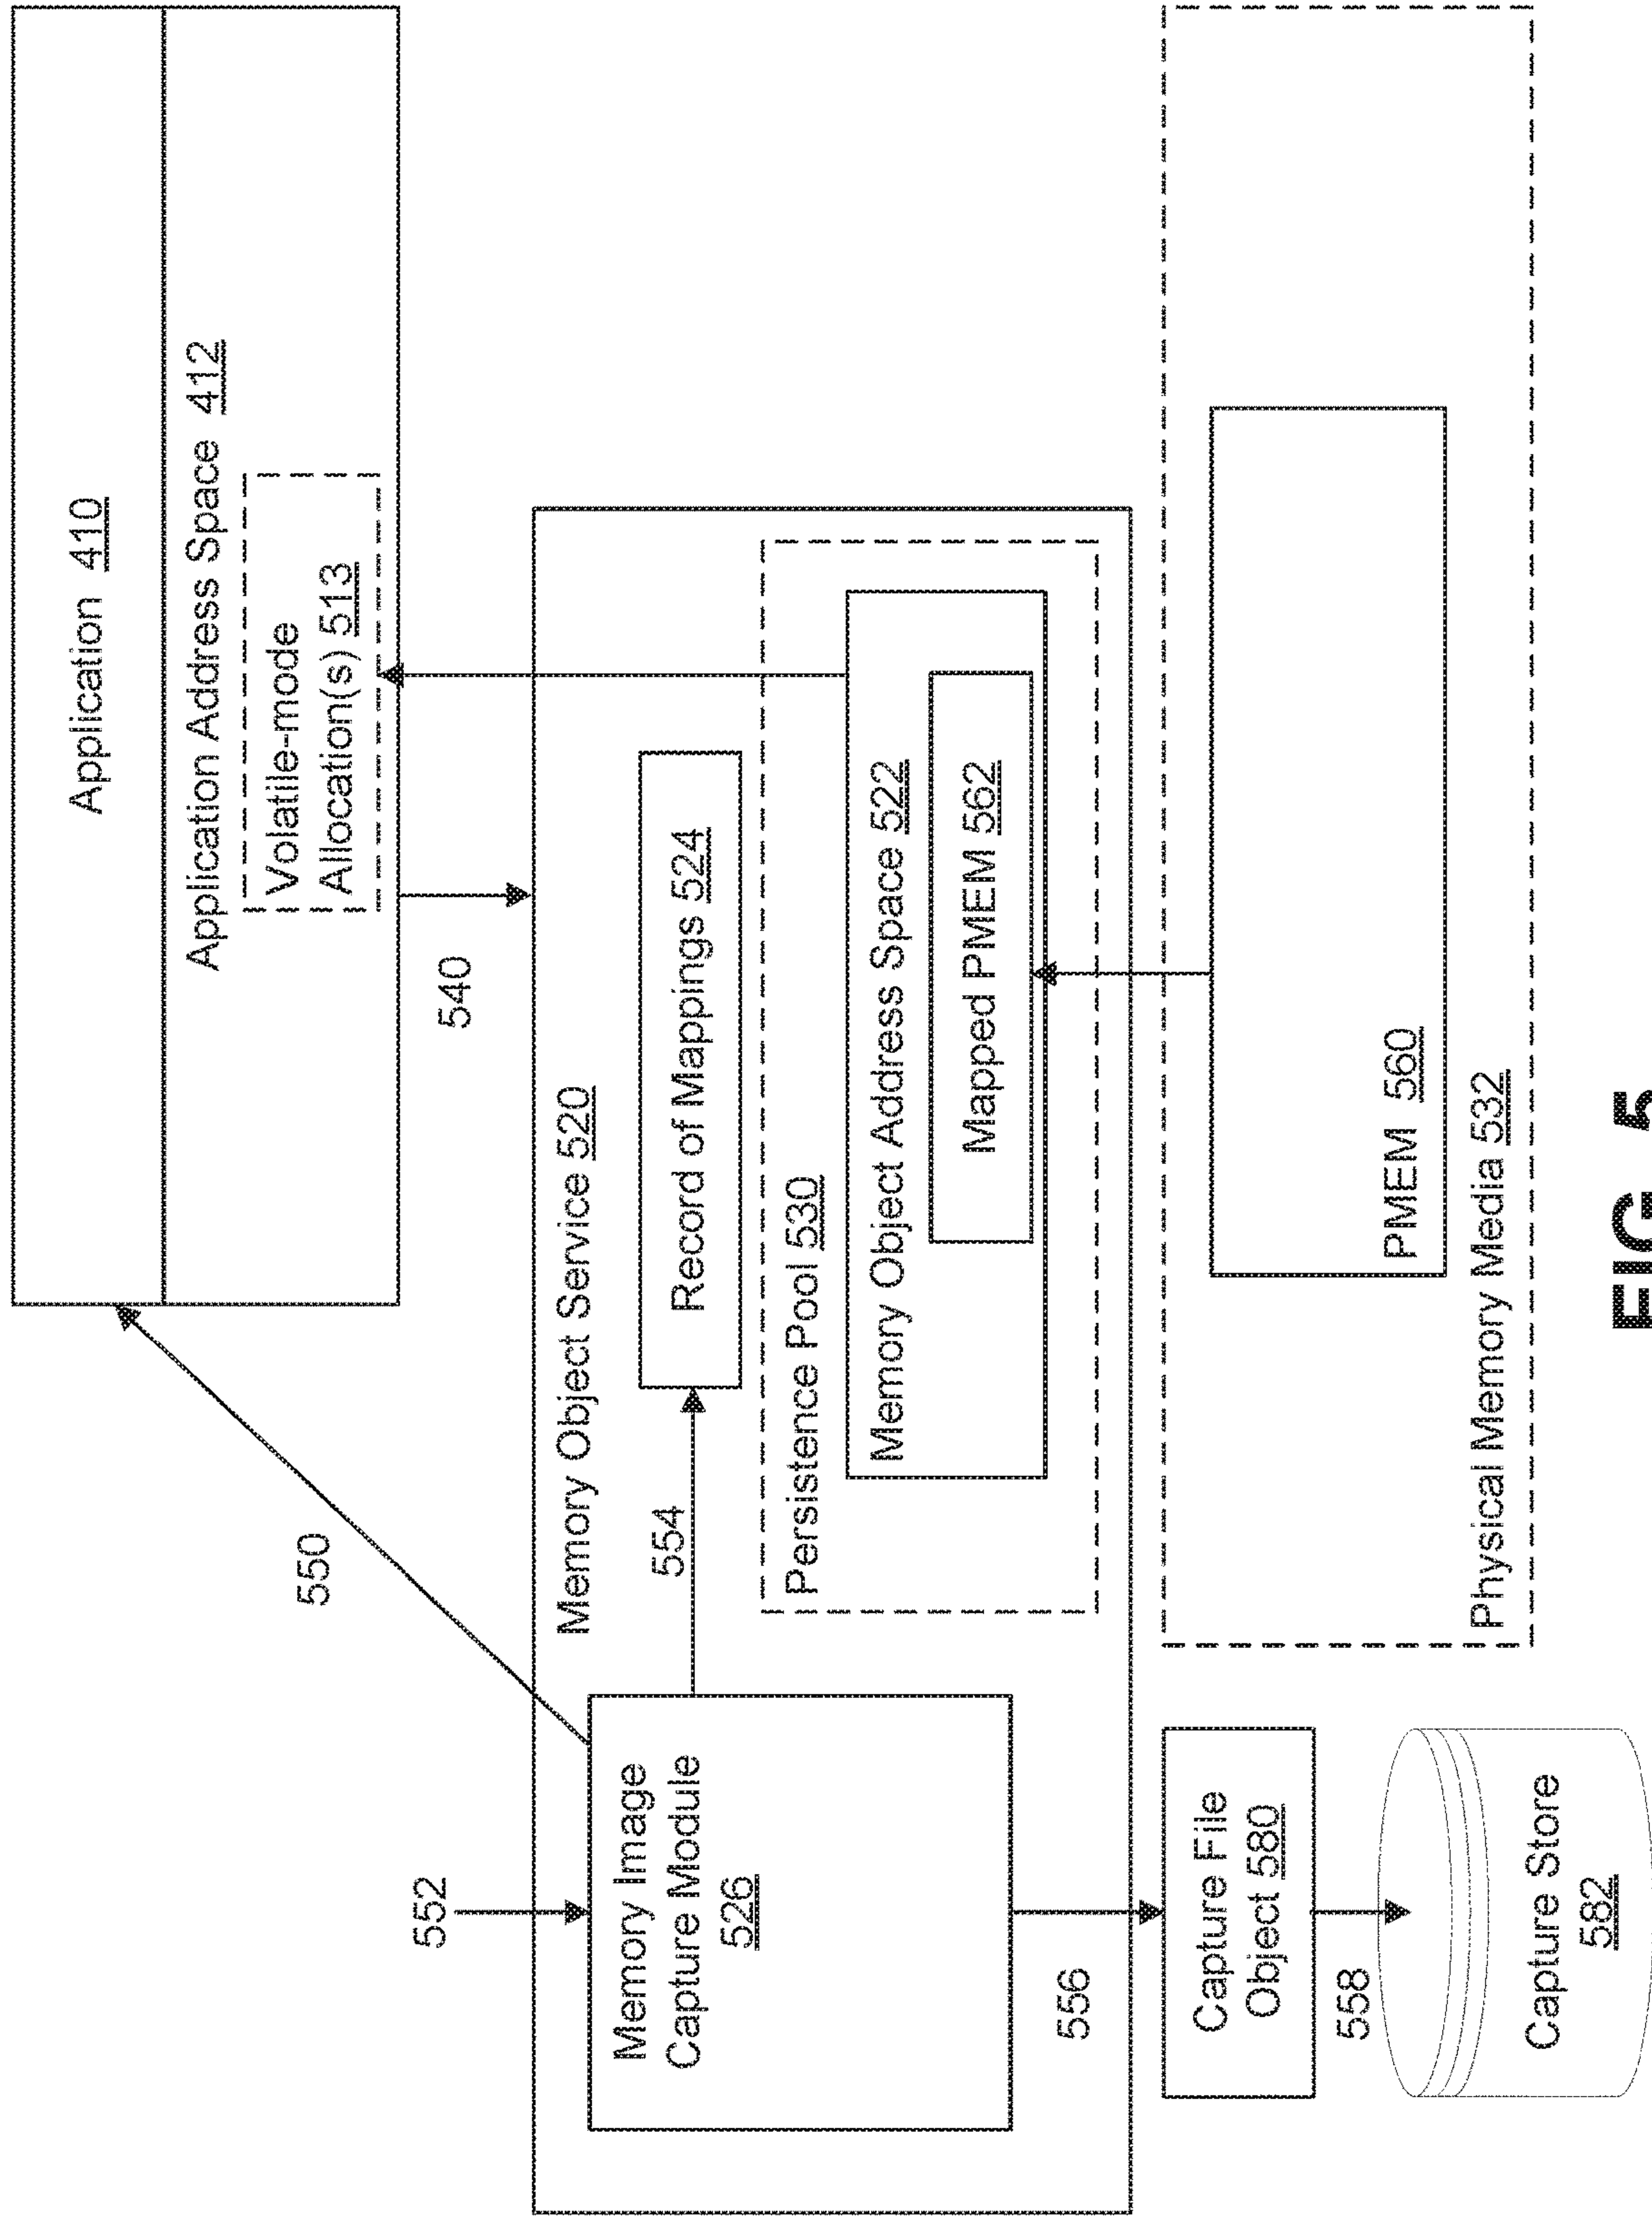 Application 410
Application Address Space 412
Volatile-mode
Allocation(s) 513
540
550
552
Memory Object Service 520
Memory Image
Capture Module
526
554
Record of Mappings 524
Persistence Pool 530
Memory Object Address Space 522
Mapped PMEM 562
556
Capture File
Object 580
558
Capture Store
582
PMEM 560
Physical Memory Media 532
FIG. 5